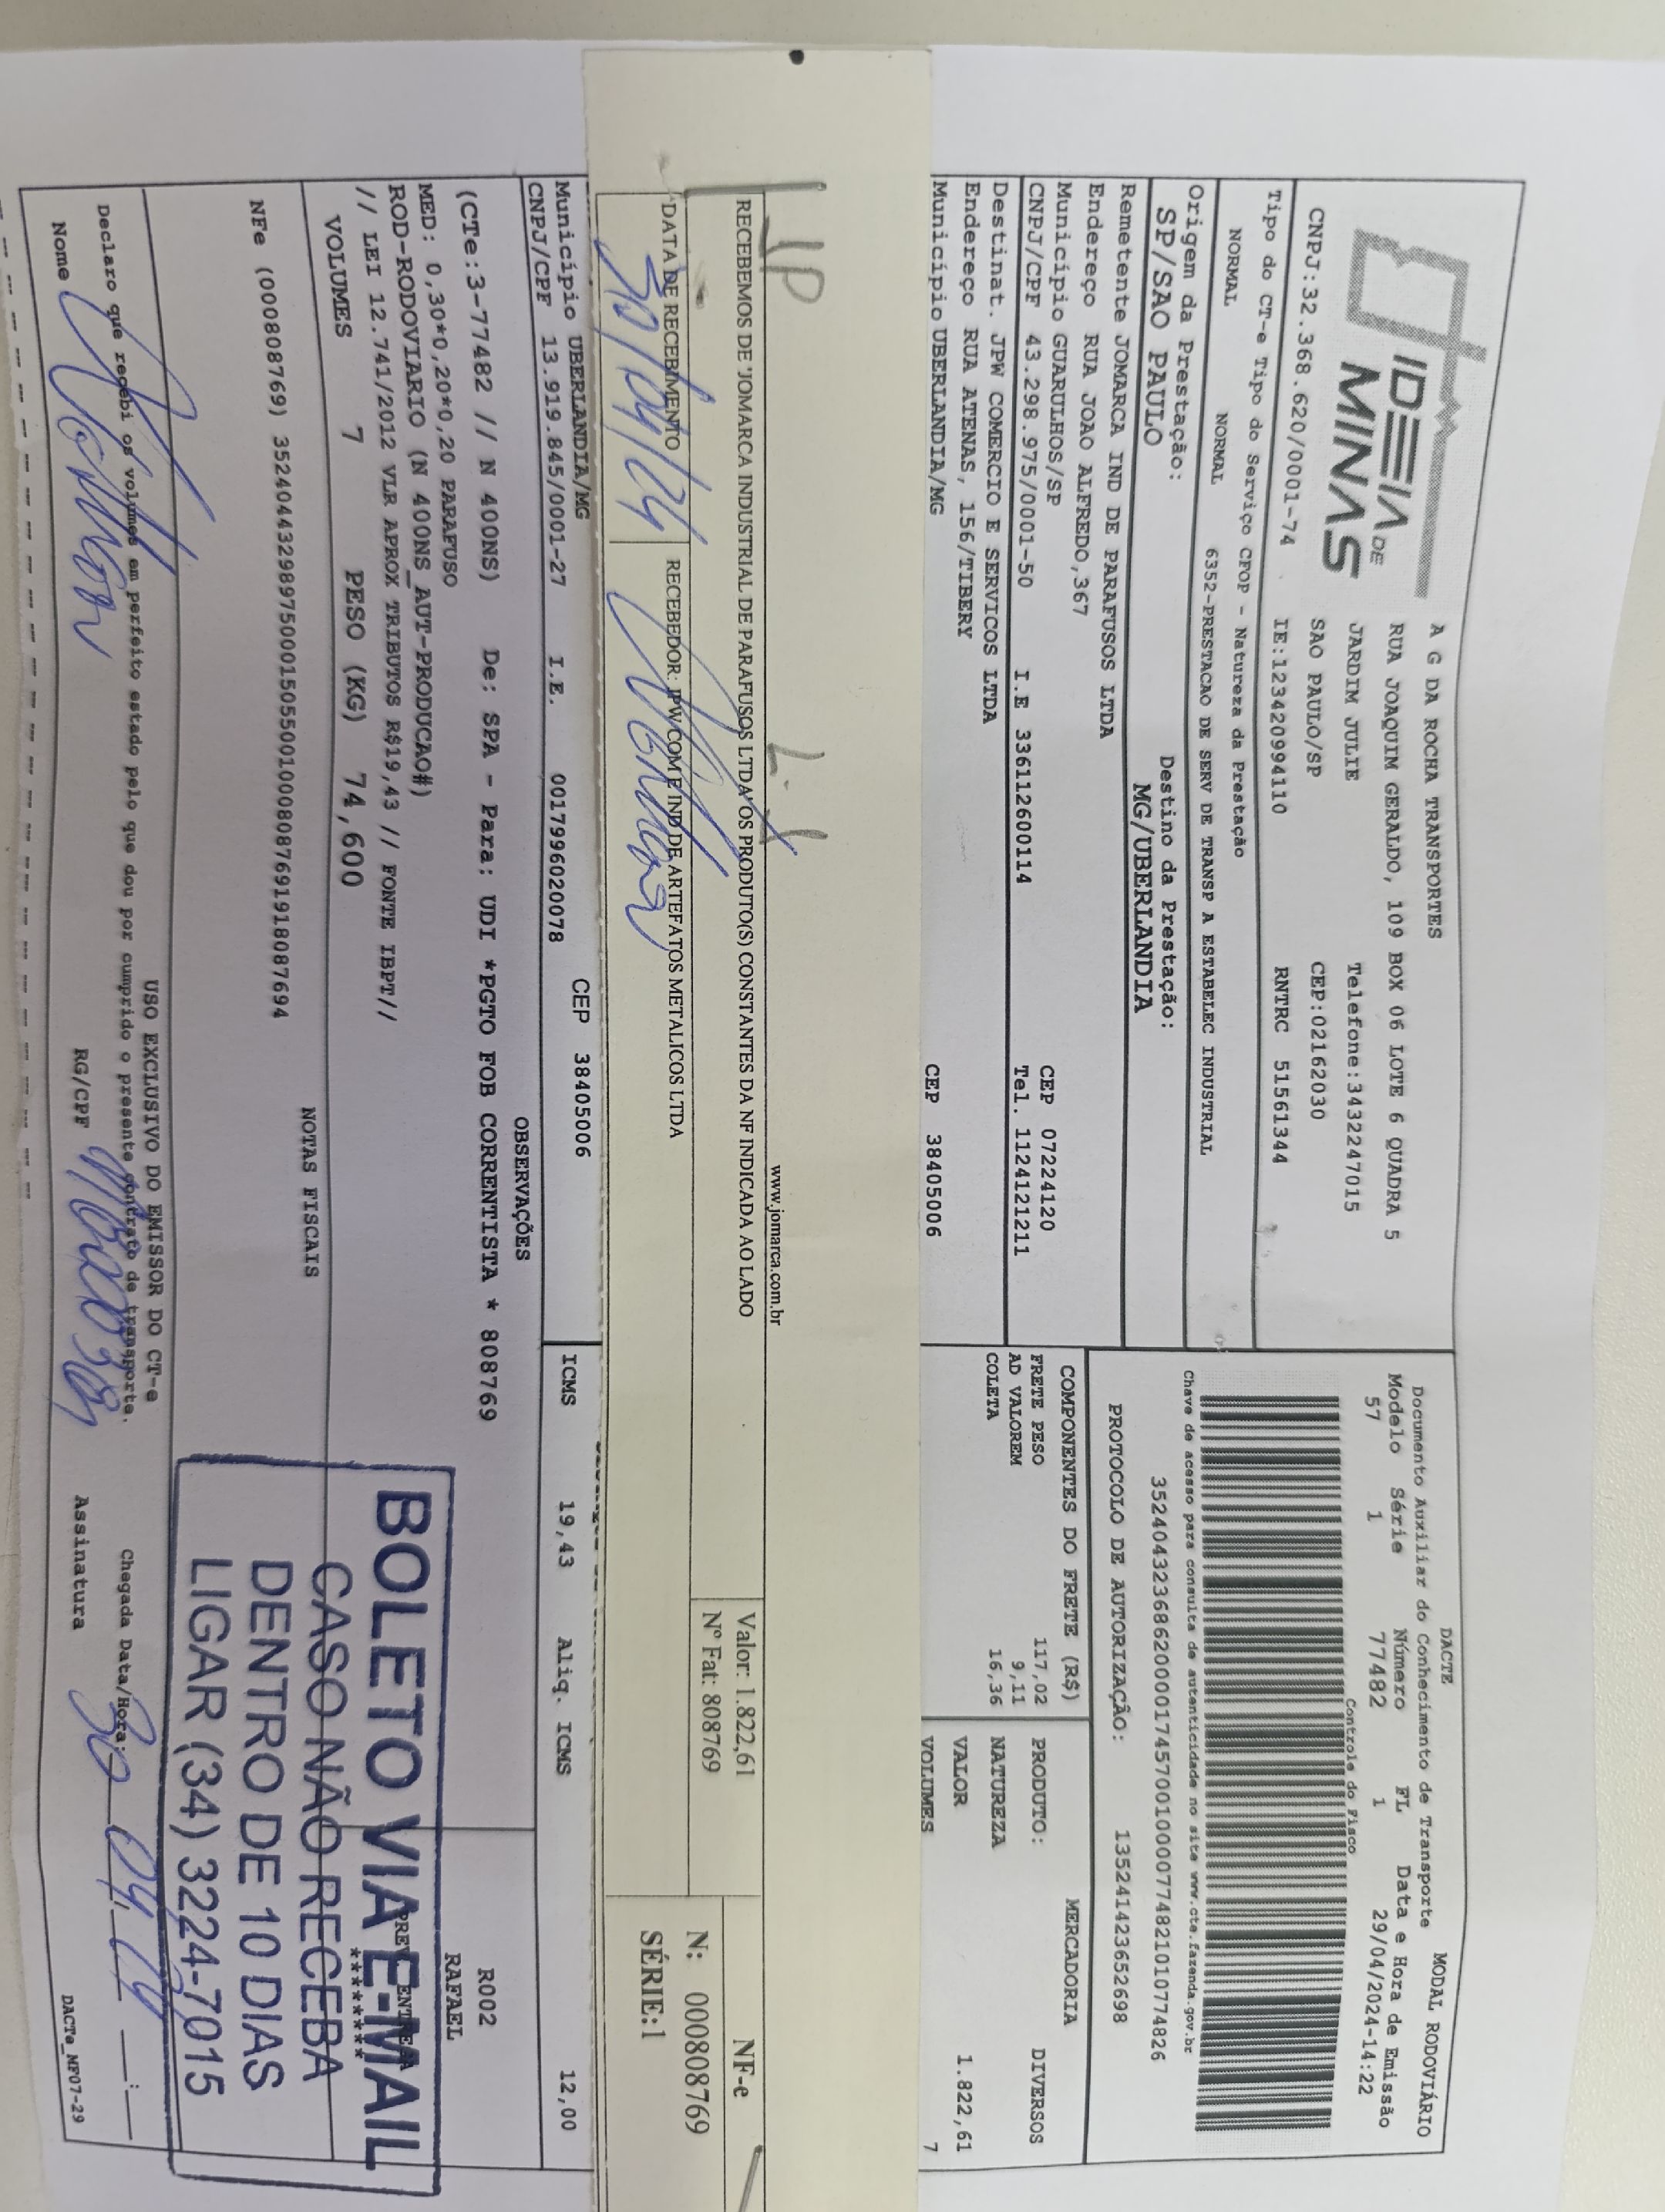 IDEIA DE
MINAS
A G DA ROCHA TRANSPORTES
RUA JOAQUIM GERALDO, 109 BOX 06 LOTE 6 QUADRA 5
JARDIM JULIE Telefone:3432247015
SAO PAULO/SP CEP:02162030
CNPJ:32.368.620/0001-74 IE:123420994110 RNTRC 51561344
DACTE MODAL RODOVIÁRIO
Documento Auxiliar do Conhecimento de Transporte
Modelo Série Número FL Data e Hora de Emissão
57 1 77482 1 29/04/2024-14:22
Controle do Fisco
Tipo do CT-e Tipo do Serviço CFOP - Natureza da Prestação
NORMAL NORMAL 6352-PRESTACAO DE SERV DE TRANSP A ESTABELEC INDUSTRIAL
Chave de acesso para consulta de autenticidade no site www.cte.fazenda.gov.br
35240432368620000174570010000774821010774826
Origem da Prestação: Destino da Prestação:
SP/SAO PAULO MG/UBERLANDIA
PROTOCOLO DE AUTORIZAÇÃO: 135241423652698
Remetente JOMARCA IND DE PARAFUSOS LTDA
Endereço RUA JOAO ALFREDO,367
Município GUARULHOS/SP CEP 07224120
CNPJ/CPF 43.298.975/0001-50 I.E 336112600114 Tel. 1124121211
Destinat. JPW COMERCIO E SERVICOS LTDA
Endereço RUA ATENAS, 156/TIBERY
Município UBERLANDIA/MG CEP 38405006
COMPONENTES DO FRETE (R$)
FRETE PESO 117,02
AD VALOREM 9,11
COLETA 16,36
MERCADORIA
PRODUTO: DIVERSOS
NATUREZA
VALOR 1.822,61
VOLUMES 7
www.jomarca.com.br
RECEBEMOS DE JOMARCA INDUSTRIAL DE PARAFUSOS LTDA OS PRODUTO(S) CONSTANTES DA NF INDICADA AO LADO
Valor: 1.822,61
Nº Fat: 808769
NF-e
N: 000808769
SÉRIE:1
DATA DE RECEBIMENTO RECEBEDOR: JPW COM E IND DE ARTEFATOS METALICOS LTDA
30/04/24
Município UBERLANDIA/MG CEP 38405006
CNPJ/CPF 13.919.845/0001-27 I.E. 0017996020078
ICMS 19,43 Aliq. ICMS 12,00
OBSERVAÇÕES
(CTe:3-77482 // N 400NS) De: SPA - Para: UDI *PGTO FOB CORRENTISTA * 808769
MED: 0,30*0,20*0,20 PARAFUSO
ROD-RODOVIARIO (N 400NS_AUT-PRODUCAO#)
// LEI 12.741/2012 VLR APROX TRIBUTOS R$19,43 // FONTE IBPT//
R002
RAFAEL
VOLUMES 7 PESO (KG) 74,600
********
NOTAS FISCAIS
NFe (000808769) 35240443298975000150550010008087691918087694
BOLETO VIA E-MAIL
CASO NÃO RECEBA
DENTRO DE 10 DIAS
LIGAR (34) 3224-7015
USO EXCLUSIVO DO EMISSOR DO CT-e
Declaro que recebi os volumes em perfeito estado pelo que dou por cumprido o presente contrato de transporte.
Chegada Data/Hora: 30 04 24
Nome RG/CPF Assinatura
DACTe_MF07-29